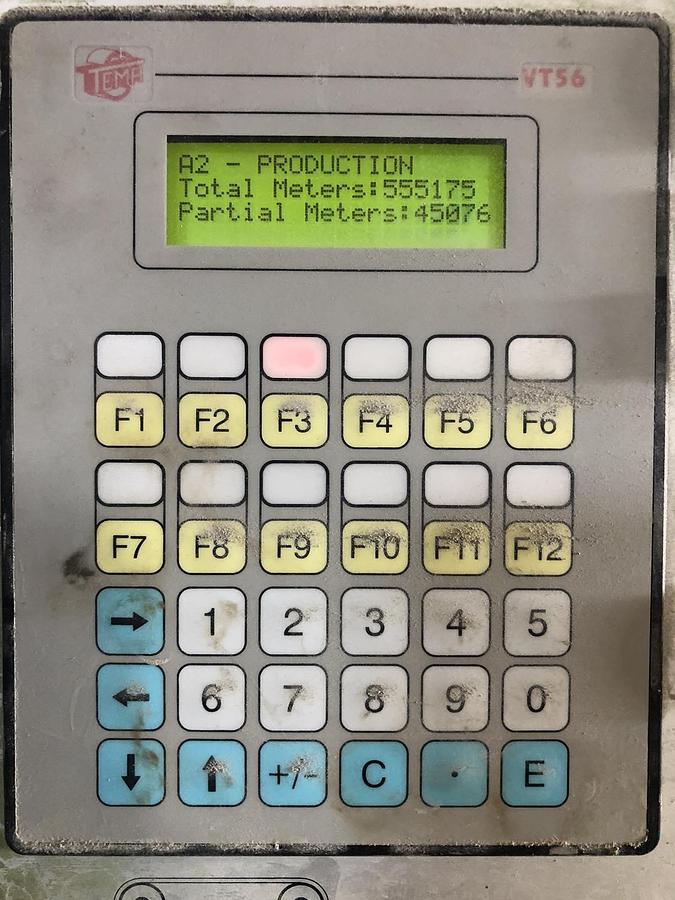 TEMA
VT56
A2 - PRODUCTION
Total Meters:555175
Partial Meters:45076
F1 F2 F3 F4 F5 F6
F7 F8 F9 F10 F11 F12
→ 1 2 3 4 5
← 6 7 8 9 0
↓ ↑ +/- C . E